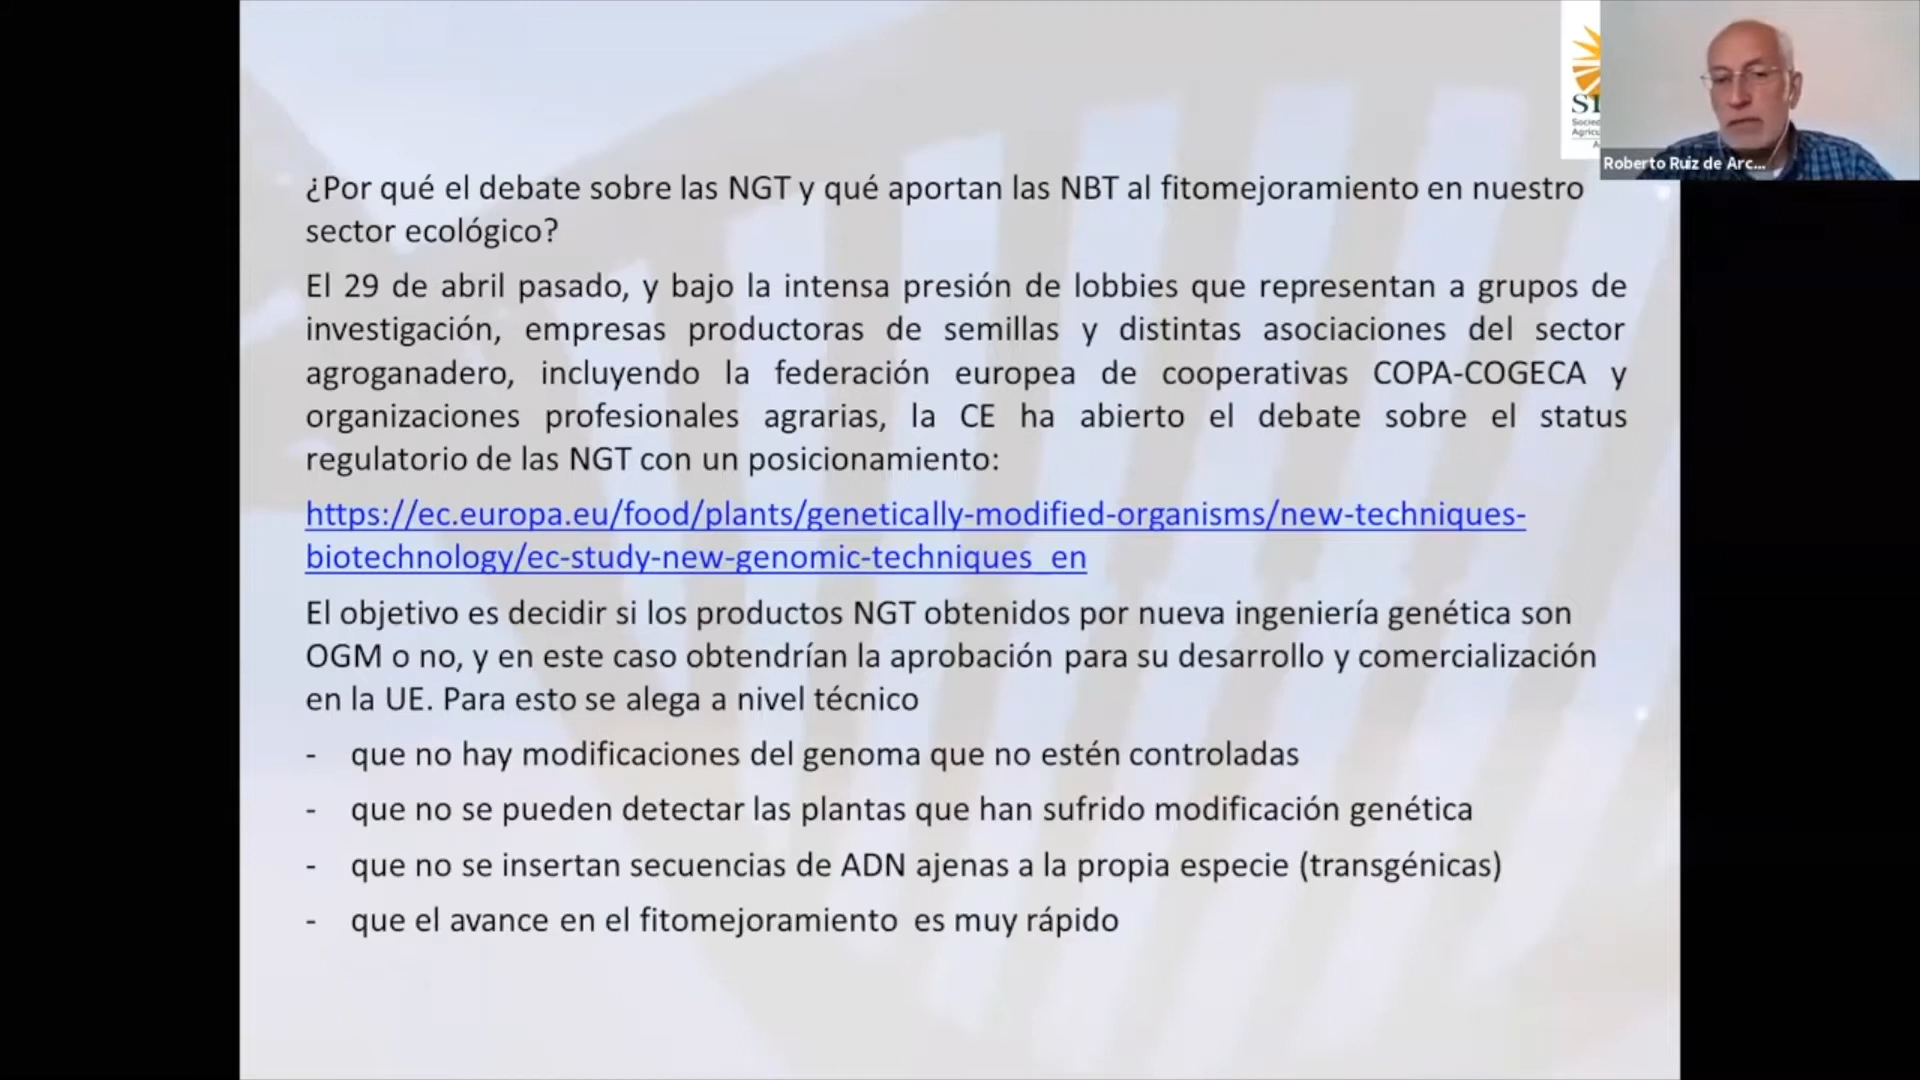 SI
Socied
Agricu
A
Roberto Ruiz de Arc...
¿Por qué el debate sobre las NGT y qué aportan las NBT al fitomejoramiento en nuestro
sector ecológico?
El 29 de abril pasado, y bajo la intensa presión de lobbies que representan a grupos de
investigación, empresas productoras de semillas y distintas asociaciones del sector
agroganadero, incluyendo la federación europea de cooperativas COPA-COGECA y
organizaciones profesionales agrarias, la CE ha abierto el debate sobre el status
regulatorio de las NGT con un posicionamiento:
https://ec.europa.eu/food/plants/genetically-modified-organisms/new-techniques-
biotechnology/ec-study-new-genomic-techniques_en
El objetivo es decidir si los productos NGT obtenidos por nueva ingeniería genética son
OGM o no, y en este caso obtendrían la aprobación para su desarrollo y comercialización
en la UE. Para esto se alega a nivel técnico
- que no hay modificaciones del genoma que no estén controladas
- que no se pueden detectar las plantas que han sufrido modificación genética
- que no se insertan secuencias de ADN ajenas a la propia especie (transgénicas)
- que el avance en el fitomejoramiento es muy rápido